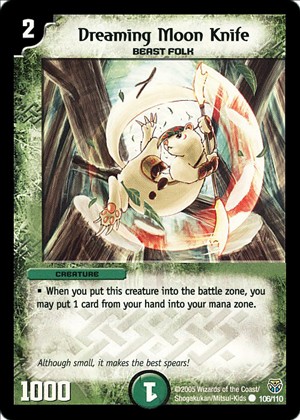 2
Dreaming Moon Knife
BEAST FOLK
CREATURE
▪ When you put this creature into the battle zone, you
may put 1 card from your hand into your mana zone.
Although small, it makes the best spears!
1000
1
©2005 Wizards of the Coast/
Shogakukan/Mitsui-Kids ● 106/110